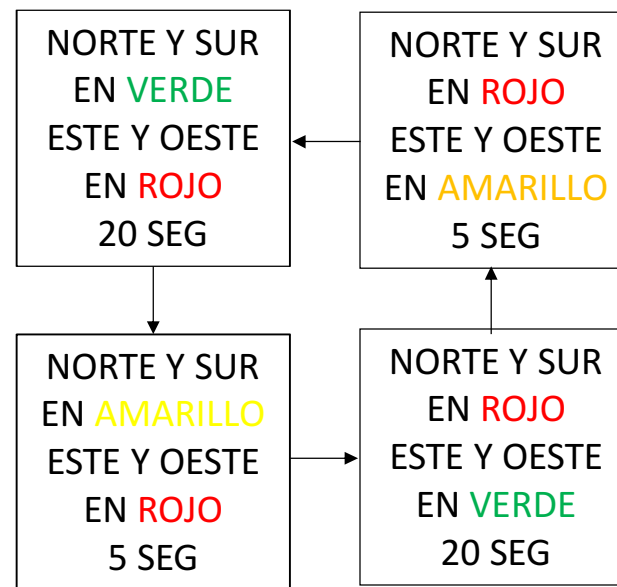 NORTE Y SUR
EN VERDE
ESTE Y OESTE
EN ROJO
20 SEG
NORTE Y SUR
EN ROJO
ESTE Y OESTE
EN AMARILLO
5 SEG
NORTE Y SUR
EN AMARILLO
ESTE Y OESTE
EN ROJO
5 SEG
NORTE Y SUR
EN ROJO
ESTE Y OESTE
EN VERDE
20 SEG